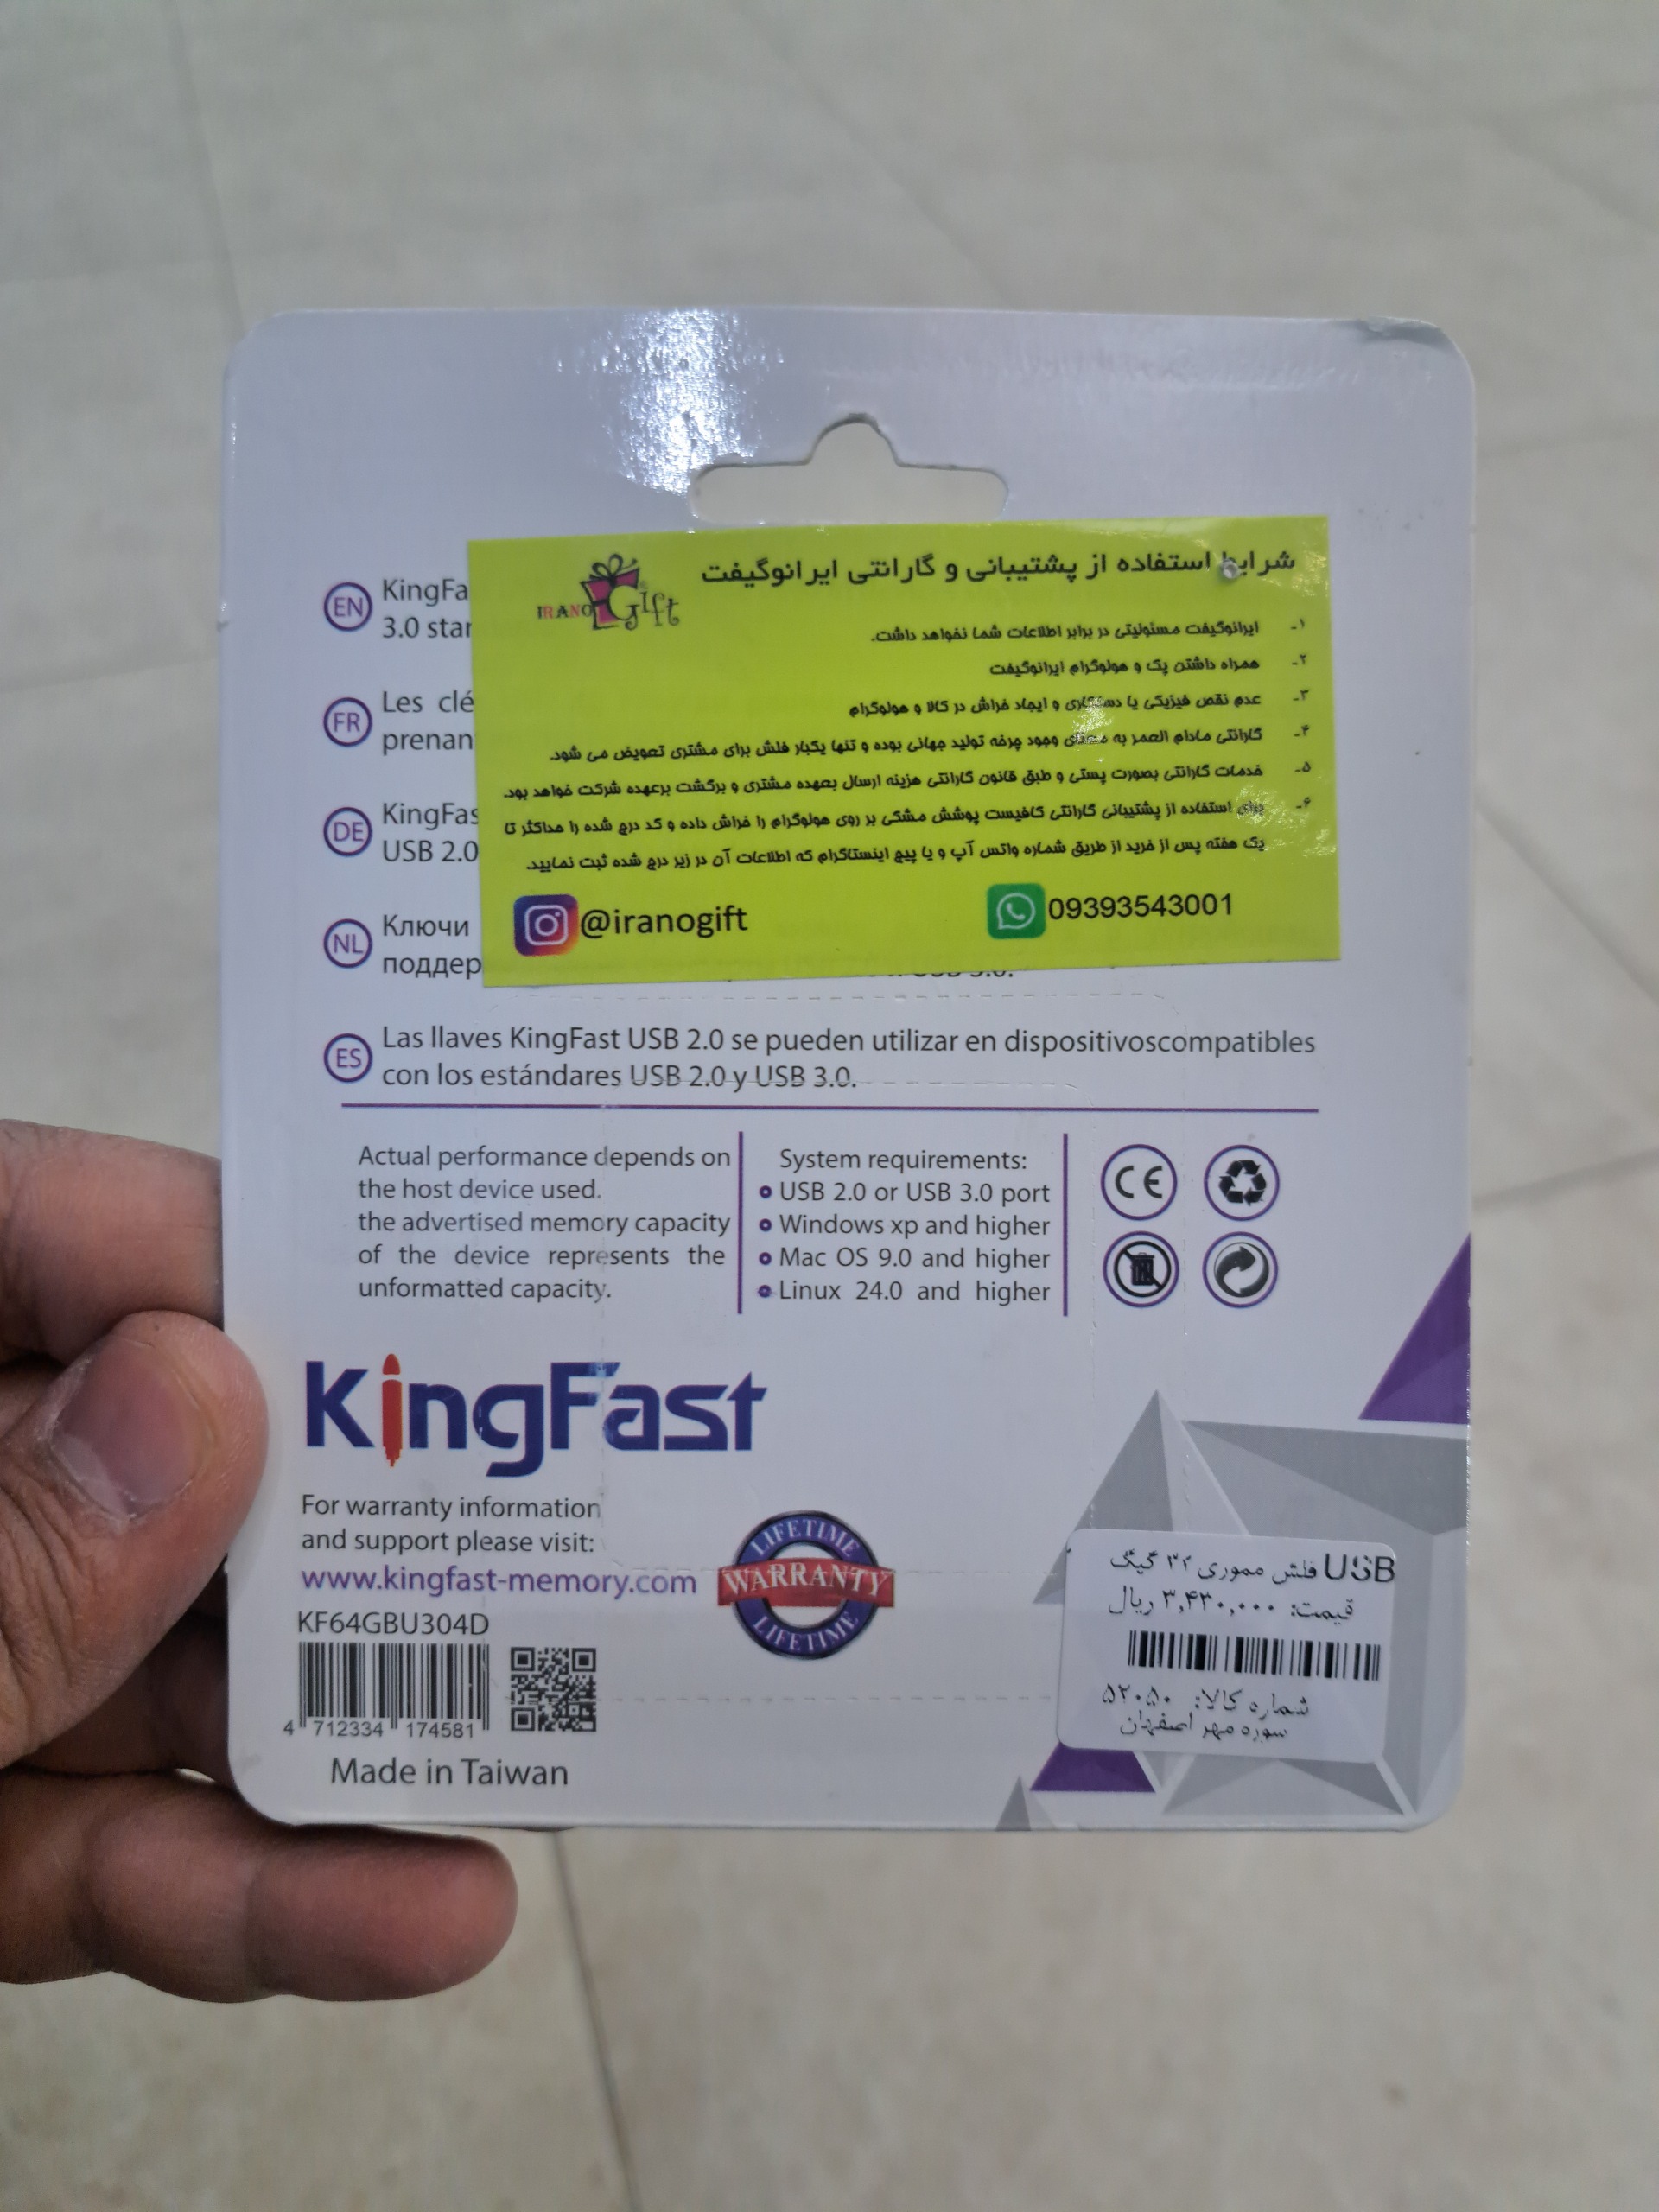 شرایط استفاده از پشتیبانی و گارانتی ایرانوگیفت
IRANO Gift
۱- ایرانوگیفت مسئولیتی در برابر اطلاعات شما نخواهد داشت.
۲- همراه داشتن پک و هولوگرام ایرانوگیفت
۳- عدم نقص فیزیکی یا دستکاری و ایجاد خراش در کالا و هولوگرام
۴- گارانتی مادام العمر به معنای وجود چرخه تولید جهانی بوده و تنها یکبار فلش برای مشتری تعویض می شود.
۵- خدمات گارانتی بصورت پستی و طبق قانون گارانتی هزینه ارسال بعهده مشتری و برگشت برعهده شرکت خواهد بود.
۶- برای استفاده از پشتیبانی گارانتی کافیست پوشش مشکی بر روی هولوگرام را خراش داده و کد درج شده را حداکثر تا
یک هفته پس از خرید از طریق شماره واتس آپ و یا پیج اینستاگرام که اطلاعات آن در زیر درج شده ثبت نمایید.
@iranogift 09393543001
EN KingFa
3.0 star
FR Les clé
prenan
DE KingFas
USB 2.0
NL Ключи
поддер
ES Las llaves KingFast USB 2.0 se pueden utilizar en dispositivoscompatibles
con los estándares USB 2.0 y USB 3.0.
Actual performance depends on
the host device used.
the advertised memory capacity
of the device represents the
unformatted capacity.
System requirements:
USB 2.0 or USB 3.0 port
Windows xp and higher
Mac OS 9.0 and higher
Linux 24.0 and higher
CE
KingFast
For warranty information
and support please visit:
www.kingfast-memory.com
KF64GBU304D
4 712334 174581
Made in Taiwan
LIFETIME
WARRANTY
LIFETIME
USB فلش مموری ۳۲ گیگ
قیمت: ۳,۴۳۰,۰۰۰ ریال
شماره کالا: ۵۲۰۵۰
سوره مهر اصفهان